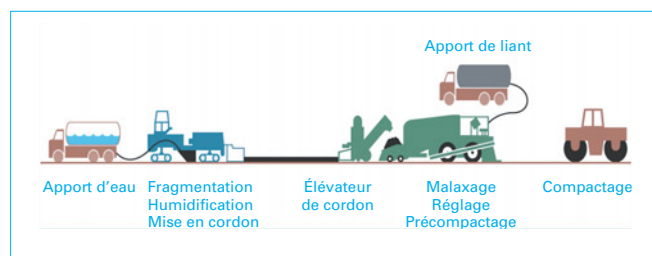 Apport de liant
Apport d'eau
Fragmentation
Humidification
Mise en cordon
Élévateur
de cordon
Malaxage
Réglage
Précompactage
Compactage